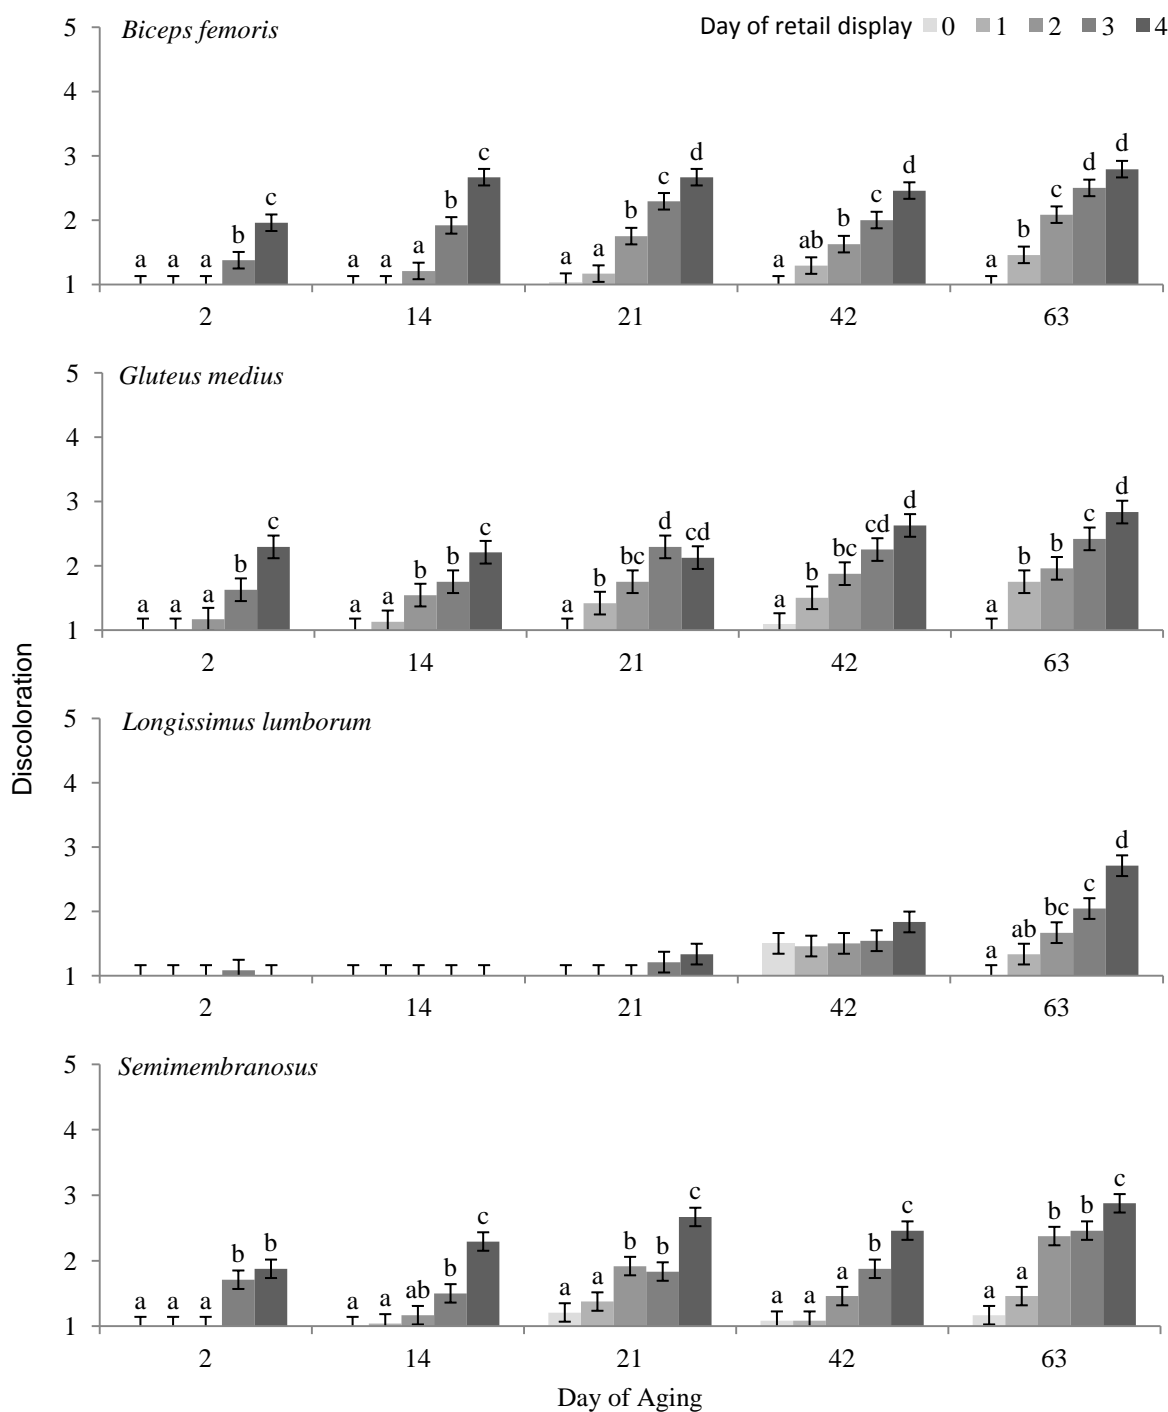 Biceps femoris
Day of retail display 0 1 2 3 4
5
4
3
2
1
a a a b c
a a a b c
a a b c d
a ab b c d
a b c d d
2 14 21 42 63
Gluteus medius
5
4
3
2
1
a a a b c
a a b b c
a b bc d cd
a b bc cd d
a b b c d
2 14 21 42 63
Discoloration
Longissimus lumborum
5
4
3
2
1
a ab bc c d
2 14 21 42 63
Semimembranosus
5
4
3
2
1
a a a b b
a a ab b c
a a b b c
a a a b c
a a b b c
2 14 21 42 63
Day of Aging